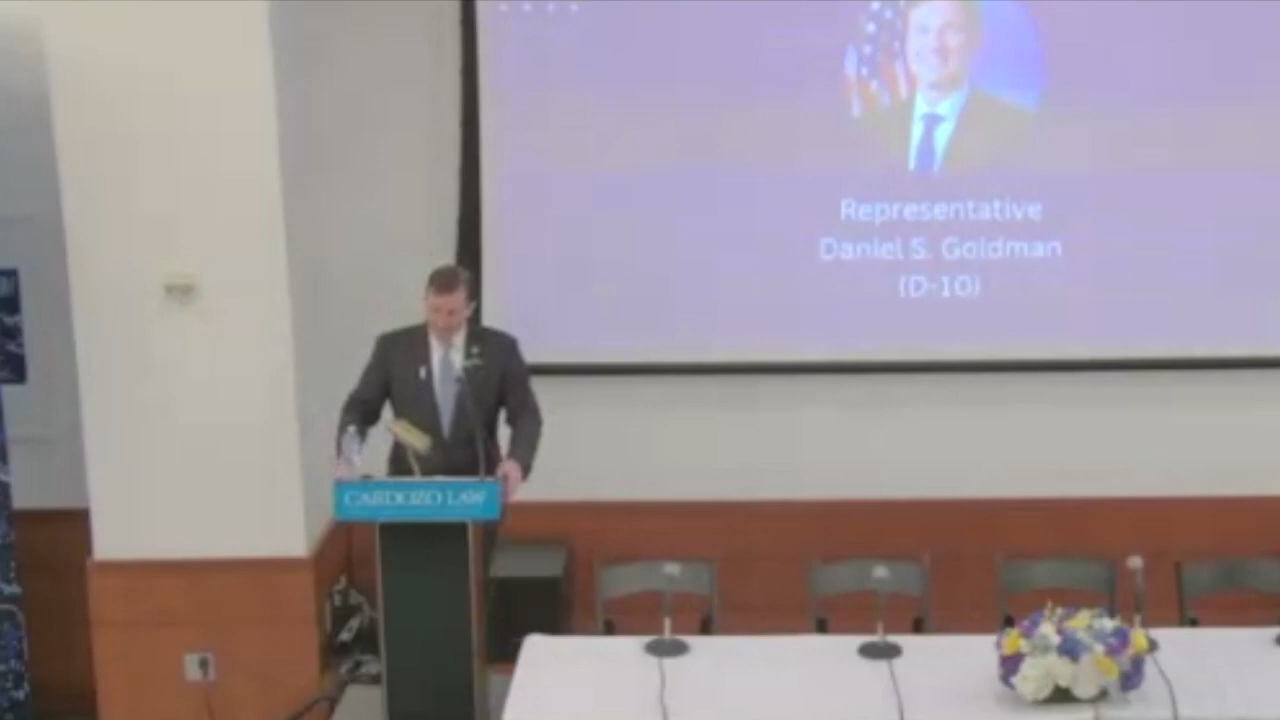 Representative
Daniel S. Goldman
(D-10)
CARDOZO LAW